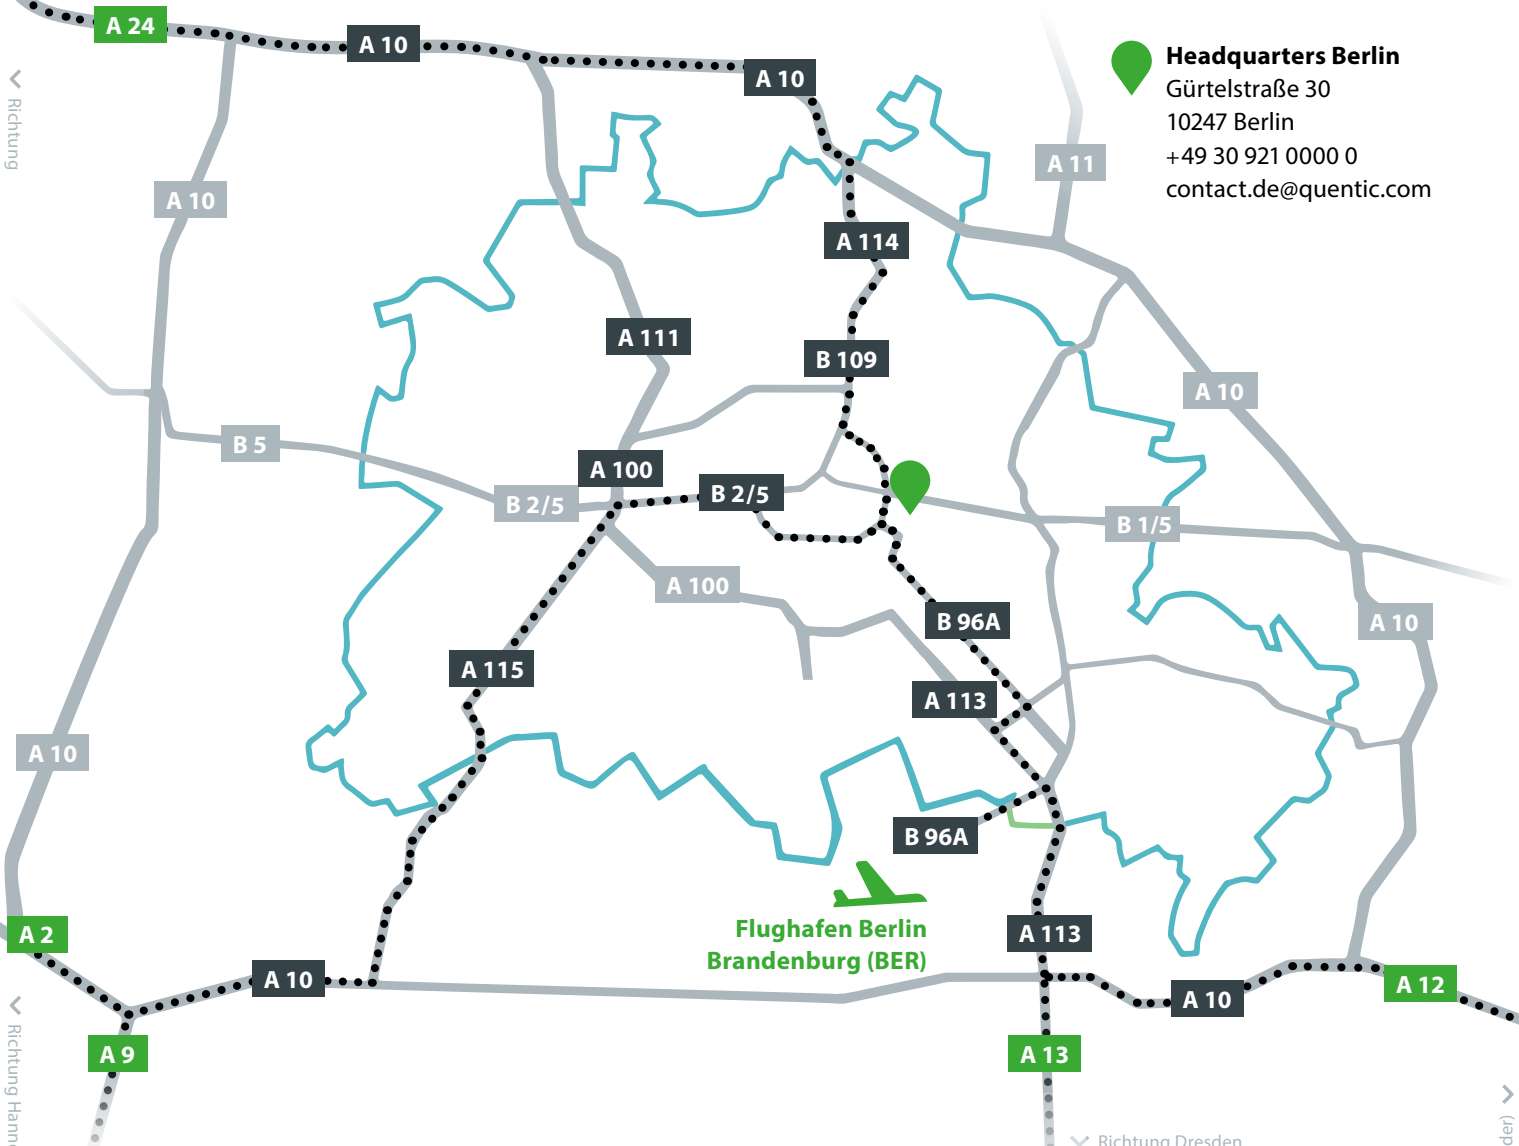 A 24
A 10
A 10
Headquarters Berlin
Gürtelstraße 30
10247 Berlin
+49 30 921 0000 0
contact.de@quentic.com
Richtung
A 11
A 10
A 114
A 111
B 109
A 10
B 5
A 100
B 2/5
B 2/5
B 1/5
A 100
B 96A
A 10
A 115
A 113
A 10
B 96A
Flughafen Berlin
Brandenburg (BER)
A 2
A 113
A 10
A 10
A 12
A 9
A 13
Richtung
Richtung Dresden